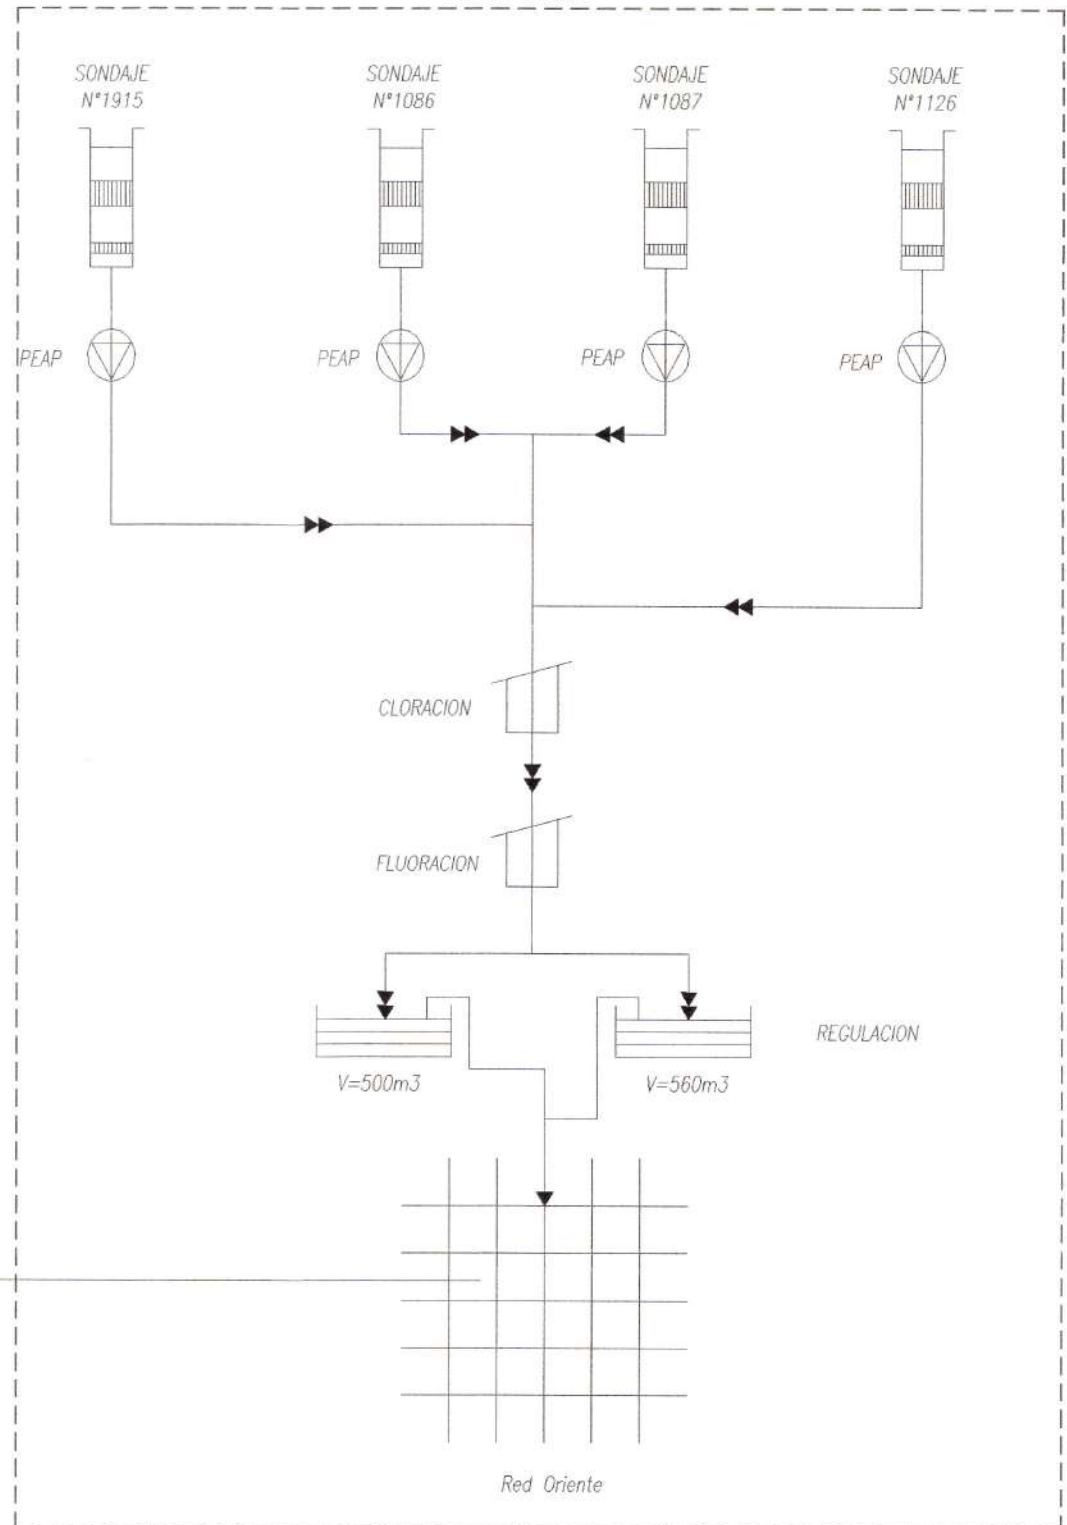 SONDAJE
N°1915
SONDAJE
N°1086
SONDAJE
N°1087
SONDAJE
N°1126
PEAP
PEAP
PEAP
PEAP
CLORACION
FLUORACION
REGULACION
V=500m3
V=560m3
Red Oriente